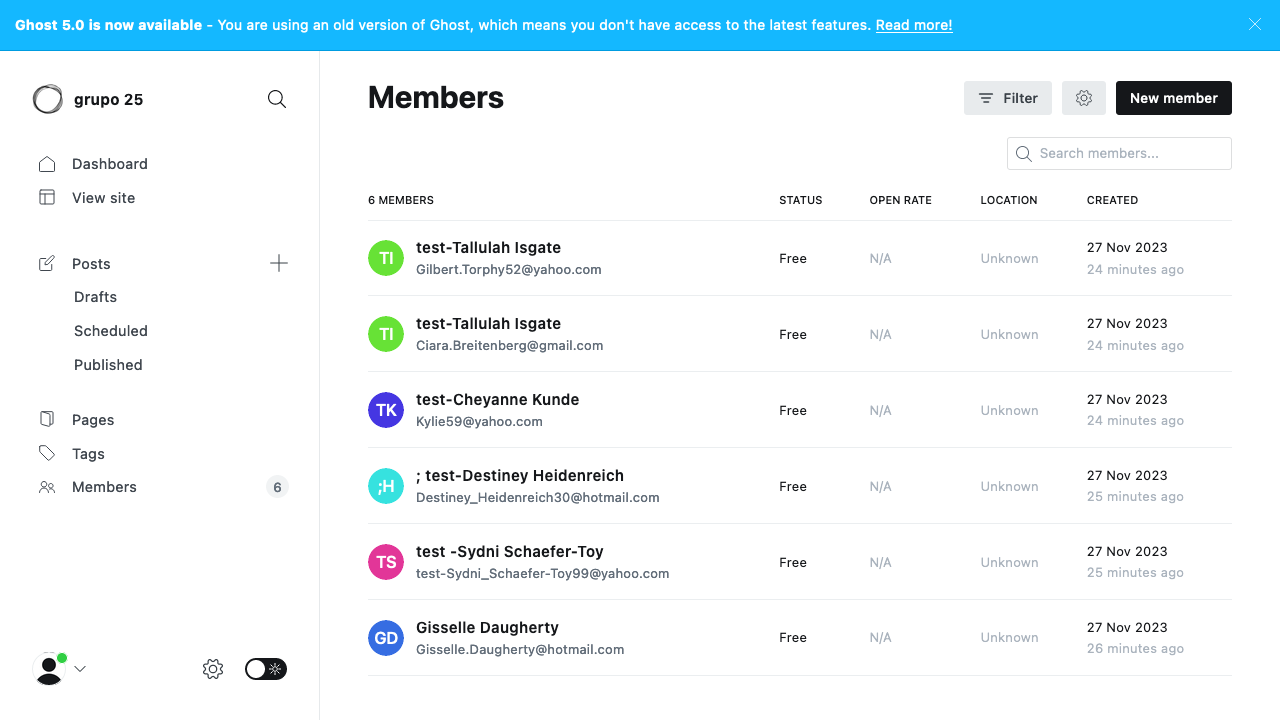 Ghost 5.0 is now available - You are using an old version of Ghost, which means you don't have access to the latest features. Read more!
grupo 25
Dashboard
View site
Posts
Drafts
Scheduled
Published
Pages
Tags
Members 6
Members
Filter
New member
Search members...
6 MEMBERS STATUS OPEN RATE LOCATION CREATED
TI test-Tallulah Isgate Gilbert.Torphy52@yahoo.com Free N/A Unknown 27 Nov 2023 24 minutes ago
TI test-Tallulah Isgate Ciara.Breitenberg@gmail.com Free N/A Unknown 27 Nov 2023 24 minutes ago
TK test-Cheyanne Kunde Kylie59@yahoo.com Free N/A Unknown 27 Nov 2023 24 minutes ago
;H ; test-Destiney Heidenreich Destiney_Heidenreich30@hotmail.com Free N/A Unknown 27 Nov 2023 25 minutes ago
TS test -Sydni Schaefer-Toy test-Sydni_Schaefer-Toy99@yahoo.com Free N/A Unknown 27 Nov 2023 25 minutes ago
GD Gisselle Daugherty Gisselle.Daugherty@hotmail.com Free N/A Unknown 27 Nov 2023 26 minutes ago